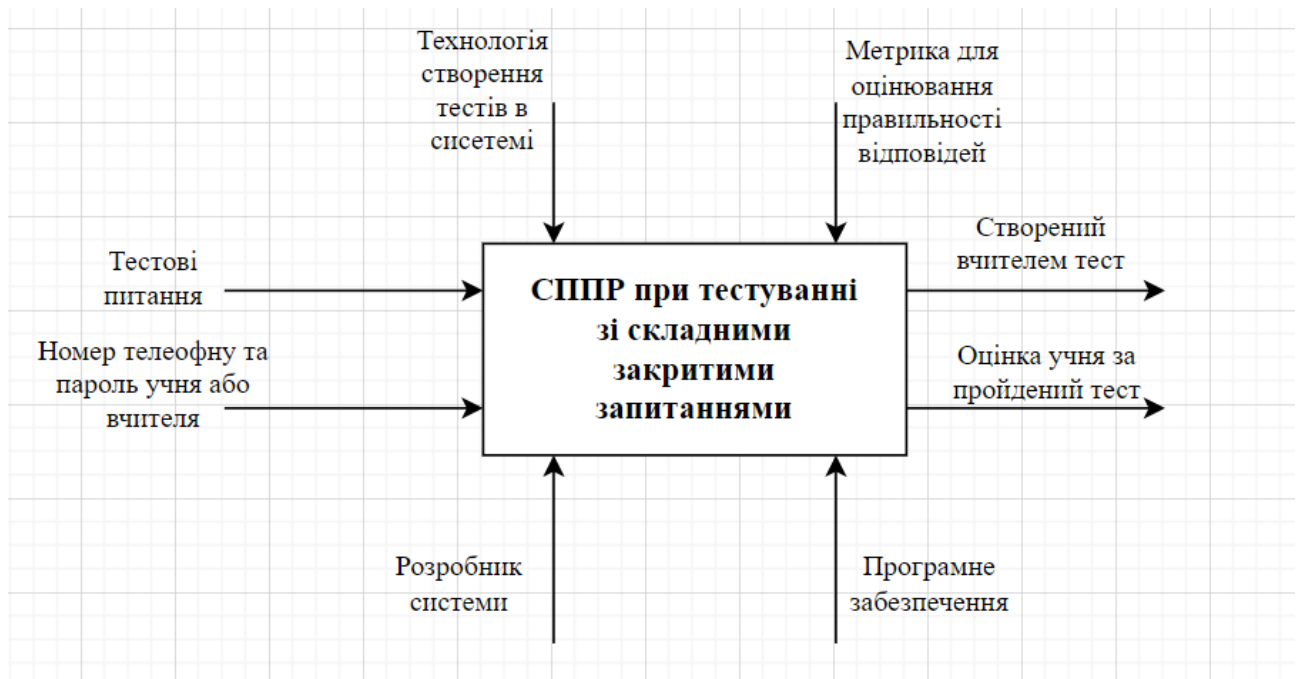 Технологія
створення
тестів в
сисетемі
Метрика для
оцінювання
правильності
відповідей
Тестові
питання
Номер телеофну та
пароль учня або
вчителя
СППР при тестуванні
зі складними
закритими
запитаннями
Створений
вчителем тест
Оцінка учня за
пройдений тест
Розробник
системи
Програмне
забезпечення